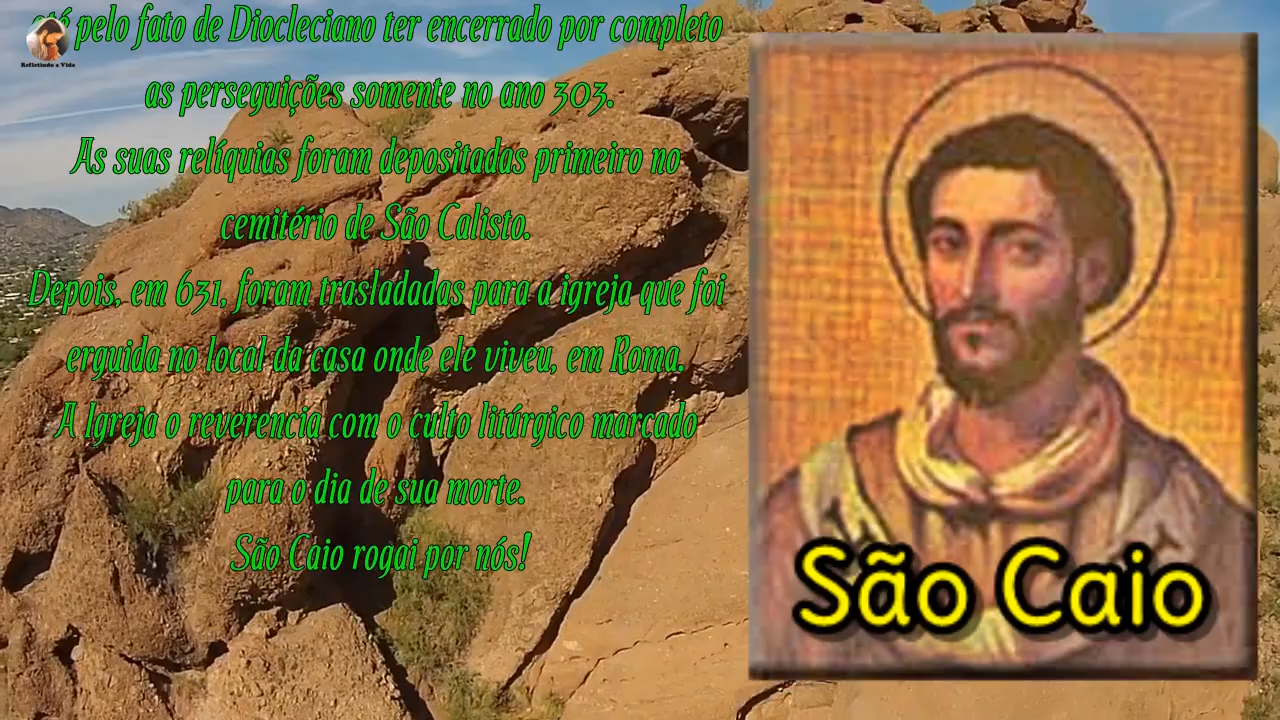 até pelo fato de Diocleciano ter encerrado por completo
as perseguições somente no ano 303.
As suas relíquias foram depositadas primeiro no
cemitério de São Calisto.
Depois, em 631, foram trasladadas para a igreja que foi
erguida no local da casa onde ele viveu, em Roma.
A Igreja o reverencia com o culto litúrgico marcado
para o dia de sua morte.
São Caio rogai por nós!
São Caio
Refletindo a Vida